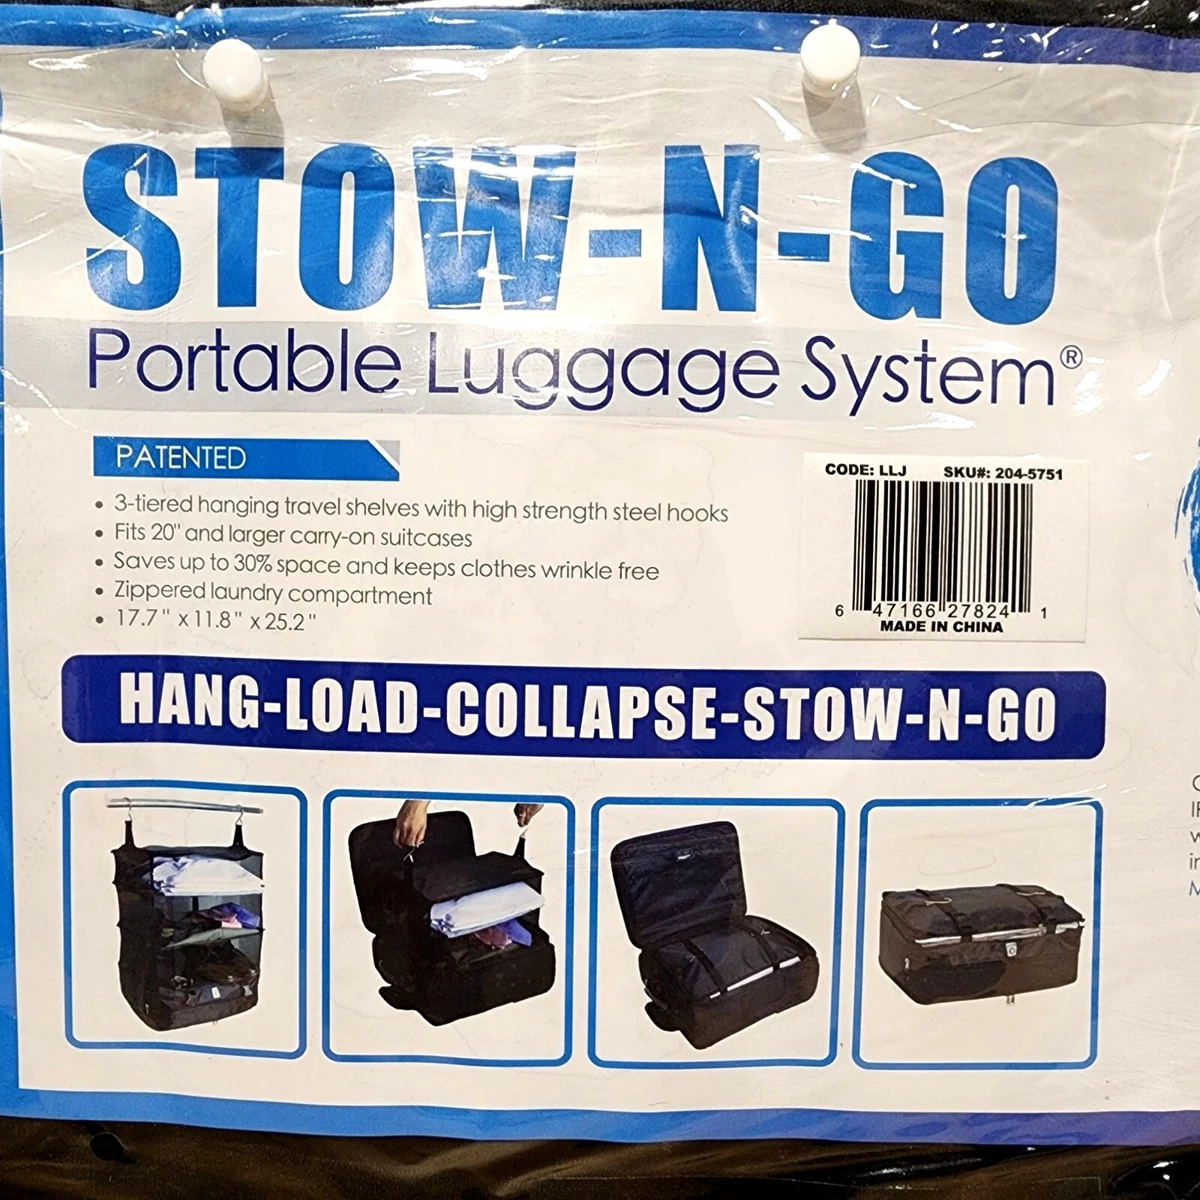 STOW-N-GO
Portable Luggage System®
PATENTED
• 3-tiered hanging travel shelves with high strength steel hooks
• Fits 20" and larger carry-on suitcases
• Saves up to 30% space and keeps clothes wrinkle free
• Zippered laundry compartment
• 17.7" x 11.8" x 25.2"
CODE: LLJ SKU#: 204-5751
6 47166 27824 1
MADE IN CHINA
HANG-LOAD-COLLAPSE-STOW-N-GO